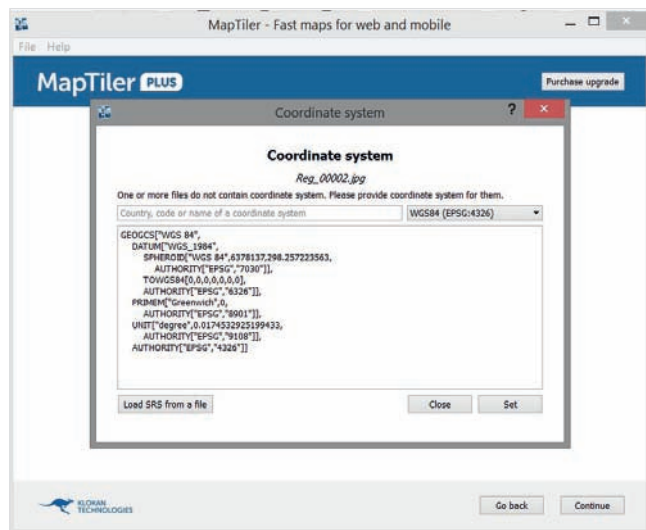 MapTiler - Fast maps for web and mobile
File Help
MapTiler PLUS
Purchase upgrade
Coordinate system
?
Coordinate system
Reg_00002.jpg
One or more files do not contain coordinate system. Please provide coordinate system for them.
Country, code or name of a coordinate system
WGS84 (EPSG:4326)
GEOGCS["WGS 84",
DATUM["WGS_1984",
SPHEROID["WGS 84",6378137,298.257223563,
AUTHORITY["EPSG","7030"]],
TOWGS84[0,0,0,0,0,0,0],
AUTHORITY["EPSG","6326"]],
PRIMEM["Greenwich",0,
AUTHORITY["EPSG","8901"]],
UNIT["degree",0.0174532925199433,
AUTHORITY["EPSG","9108"]],
AUTHORITY["EPSG","4326"]]
Load SRS from a file
Close
Set
KLOKAN
TECHNOLOGIES
Go back
Continue